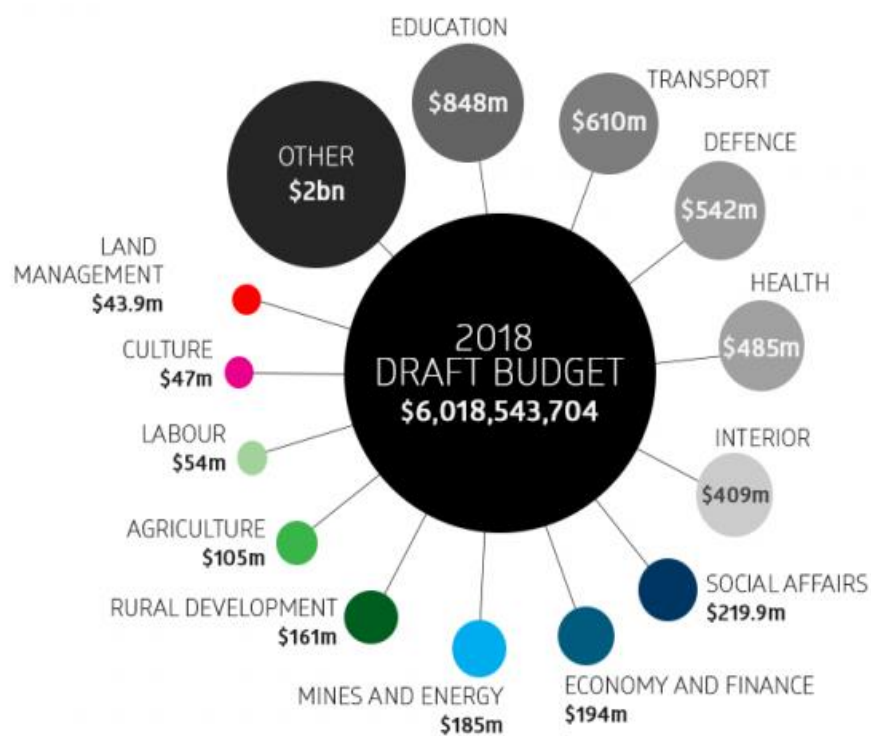 EDUCATION
$848m
TRANSPORT
$610m
DEFENCE
$542m
HEALTH
$485m
INTERIOR
$409m
SOCIAL AFFAIRS
$219.9m
ECONOMY AND FINANCE
$194m
MINES AND ENERGY
$185m
RURAL DEVELOPMENT
$161m
AGRICULTURE
$105m
LABOUR
$54m
CULTURE
$47m
LAND
MANAGEMENT
$43.9m
OTHER
$2bn
2018
DRAFT BUDGET
$6,018,543,704